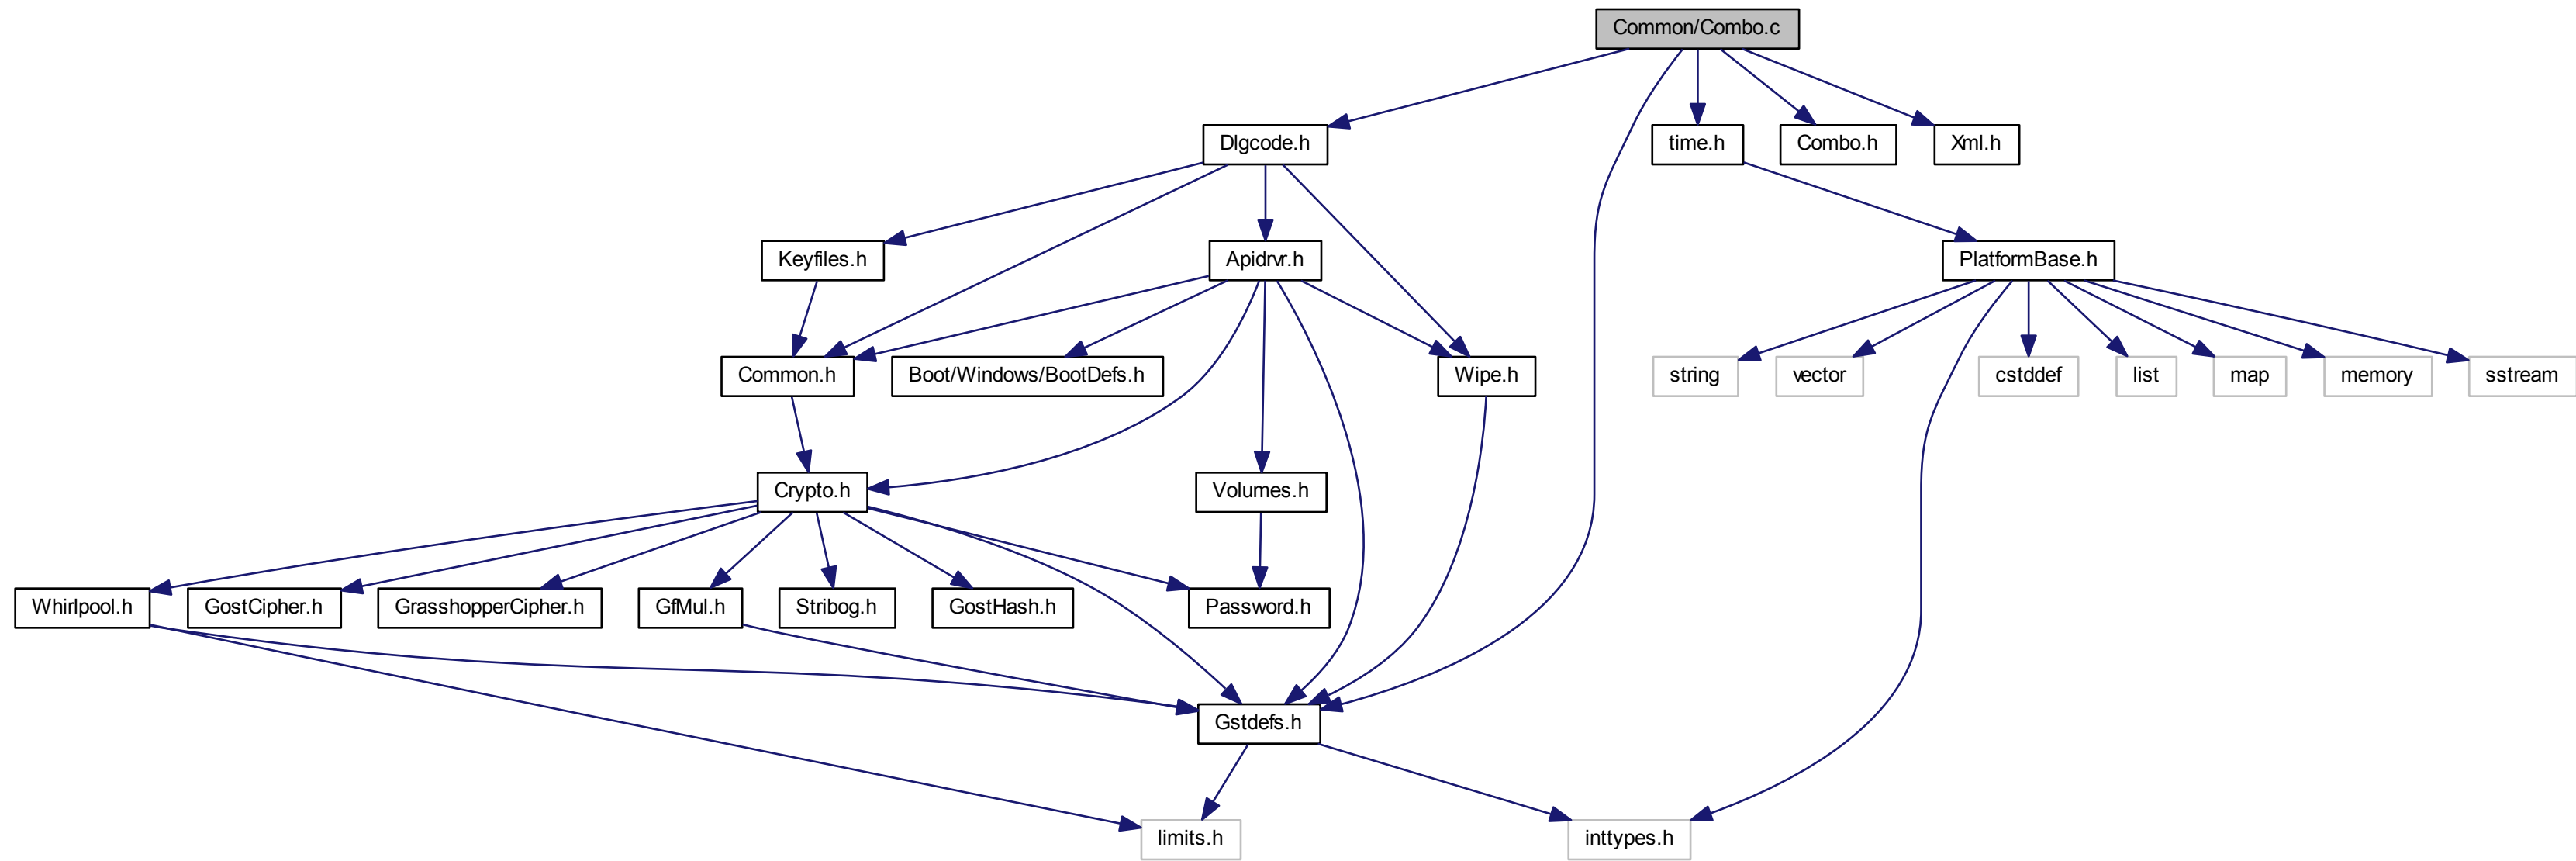 Common/Combo.c
Dlgcode.h
time.h
Combo.h
Xml.h
Keyfiles.h
Apidrvr.h
PlatformBase.h
Common.h
Boot/Windows/BootDefs.h
Wipe.h
string
vector
cstddef
list
map
memory
sstream
Crypto.h
Volumes.h
Whirlpool.h
GostCipher.h
GrasshopperCipher.h
GfMul.h
Stribog.h
GostHash.h
Password.h
Gstdefs.h
limits.h
inttypes.h